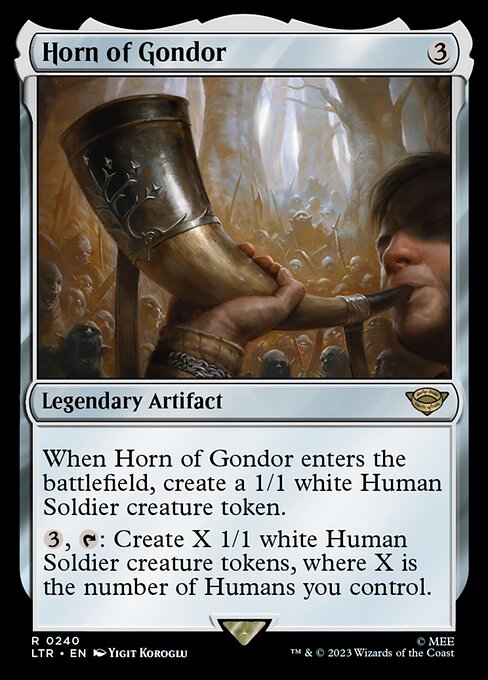 Horn of Gondor 3
Legendary Artifact
When Horn of Gondor enters the
battlefield, create a 1/1 white Human
Soldier creature token.
3, : Create X 1/1 white Human
Soldier creature tokens, where X is
the number of Humans you control.
R 0240 © MEE
LTR • EN Yigit Koroglu ™ & © 2023 Wizards of the Coast